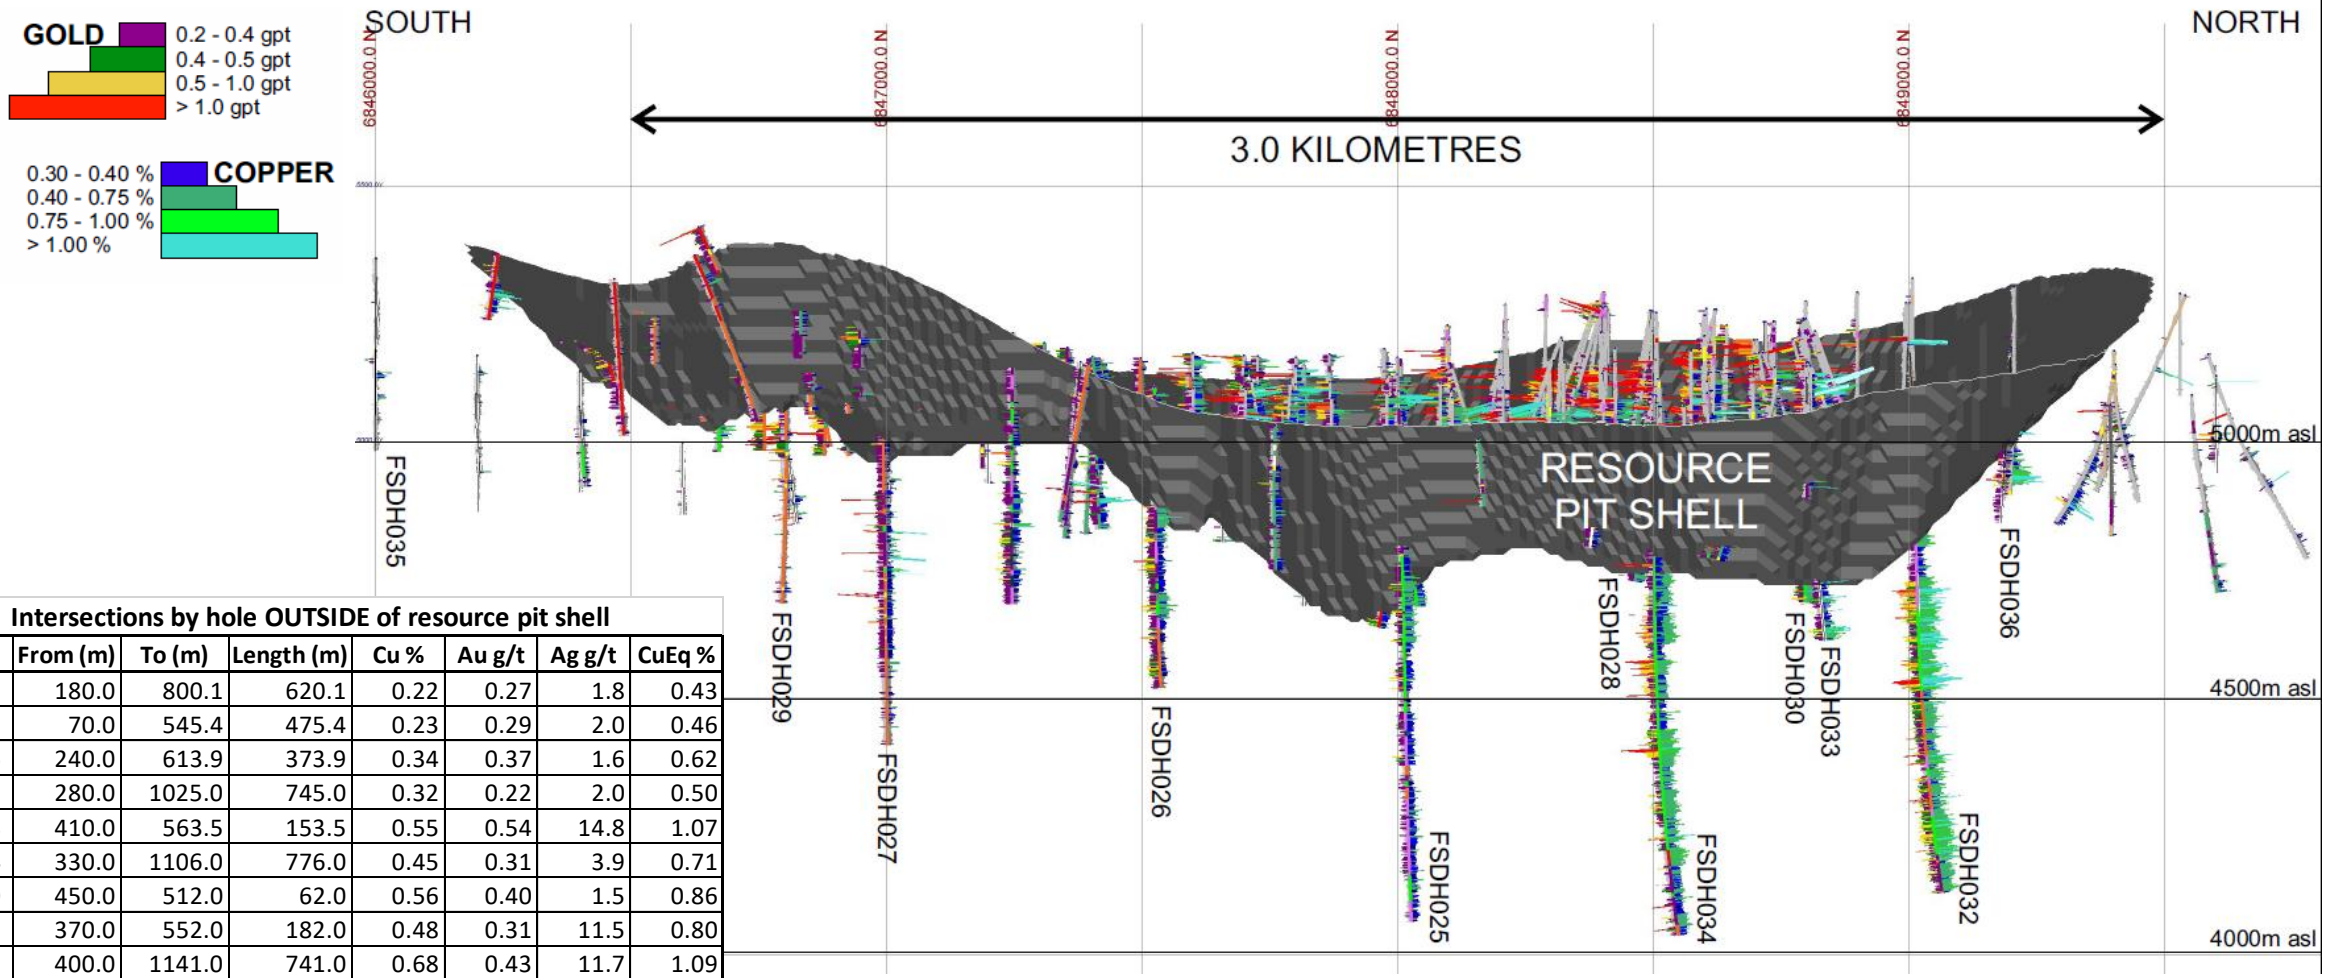 SOUTH
NORTH
GOLD
0.2 - 0.4 gpt
0.4 - 0.5 gpt
0.5 - 1.0 gpt
> 1.0 gpt
COPPER
0.30 - 0.40 %
0.40 - 0.75 %
0.75 - 1.00 %
> 1.00 %
6846000.0 N
6847000.0 N
6848000.0 N
6849000.0 N
3.0 KILOMETRES
5000m asl
RESOURCE
PIT SHELL
FSDH035
FSDH029
FSDH027
FSDH026
FSDH025
FSDH028
FSDH034
FSDH030
FSDH033
FSDH032
FSDH036
4500m asl
4000m asl
Intersections by hole OUTSIDE of resource pit shell
From (m) To (m) Length (m) Cu % Au g/t Ag g/t CuEq %
180.0 800.1 620.1 0.22 0.27 1.8 0.43
70.0 545.4 475.4 0.23 0.29 2.0 0.46
240.0 613.9 373.9 0.34 0.37 1.6 0.62
280.0 1025.0 745.0 0.32 0.22 2.0 0.50
410.0 563.5 153.5 0.55 0.54 14.8 1.07
330.0 1106.0 776.0 0.45 0.31 3.9 0.71
450.0 512.0 62.0 0.56 0.40 1.5 0.86
370.0 552.0 182.0 0.48 0.31 11.5 0.80
400.0 1141.0 741.0 0.68 0.43 11.7 1.09